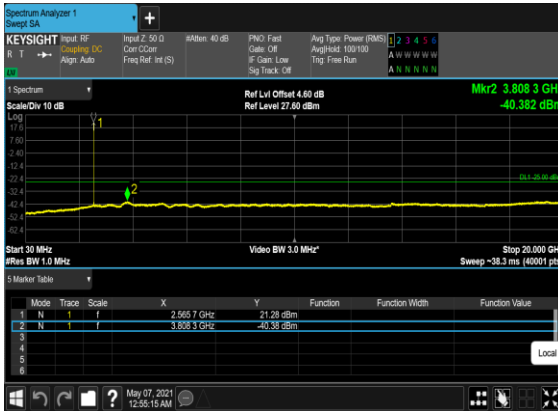 Spectrum Analyzer 1
Swept SA
+
KEYSIGHT Input: RF Input Z: 50 Ω #Atten: 40 dB PNO: Fast Avg Type: Power (RMS) 1 2 3 4 5 6
R T Coupling: DC Corr CCorr Gate: Off Avg|Hold: 100/100 A W W W W W
Align: Auto Freq Ref: Int (S) IF Gain: Low Trig: Free Run A N N N N N
Sig Track: Off
1 Spectrum
Ref Lvl Offset 4.60 dB Mkr2 3.808 3 GHz
Scale/Div 10 dB Ref Level 27.60 dBm -40.382 dBm
Log
17.6
7.60
-2.40
-12.4
-22.4
-32.4
-42.4
-52.4
-62.4
1
2
DL1 -25.00 dBm
Start 30 MHz Video BW 3.0 MHz* Stop 20.000 GHz
#Res BW 1.0 MHz Sweep ~38.3 ms (40001 pts)
5 Marker Table
Mode Trace Scale X Y Function Function Width Function Value
1 N 1 f 2.565 7 GHz 21.28 dBm
2 N 1 f 3.808 3 GHz -40.38 dBm
3
4
5
6
Local
?
May 07, 2021
12:55:15 AM